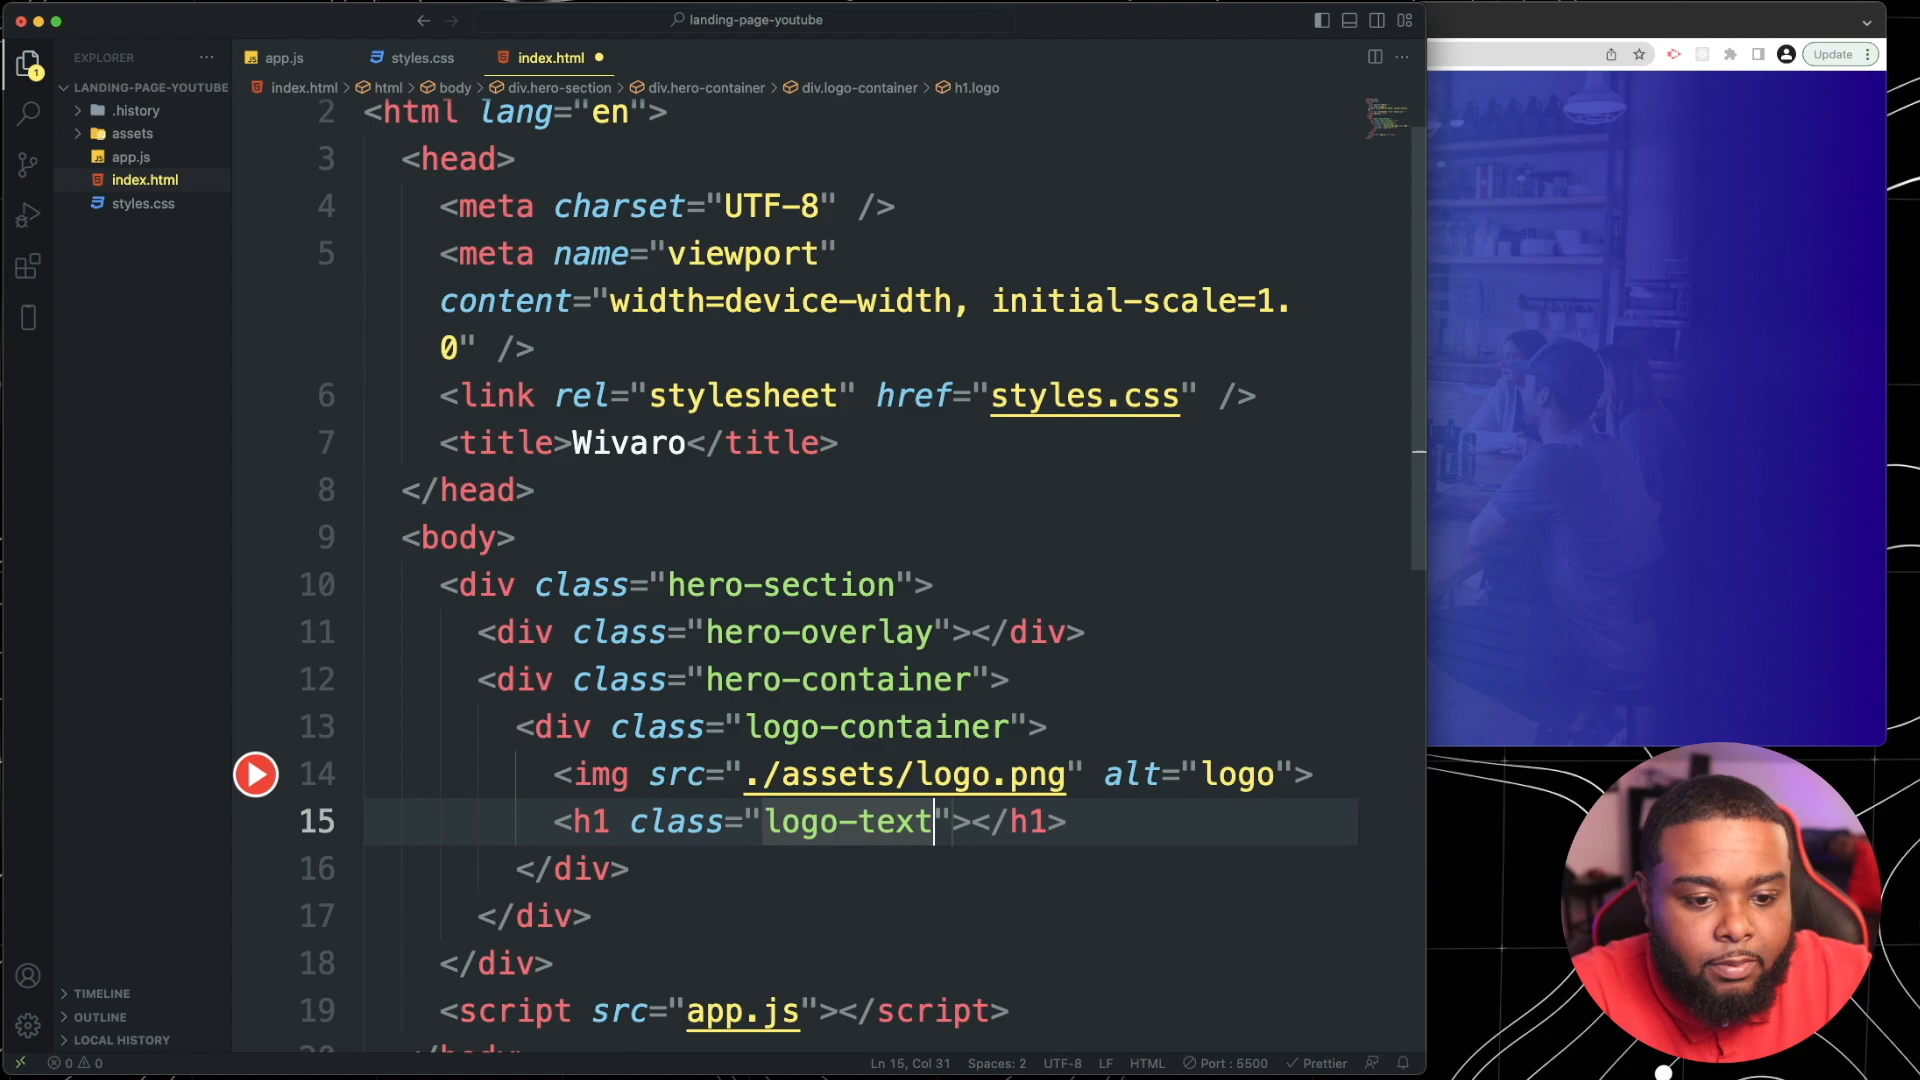 landing-page-youtube
EXPLORER
LANDING-PAGE-YOUTUBE
.history
assets
app.js
index.html
styles.css
TIMELINE
OUTLINE
LOCAL HISTORY
1
app.js
styles.css
index.html
index.html > html > body > div.hero-section > div.hero-container > div.logo-container > h1.logo
2 <html lang="en">
3 <head>
4 <meta charset="UTF-8" />
5 <meta name="viewport"
content="width=device-width, initial-scale=1.
0" />
6 <link rel="stylesheet" href="styles.css" />
7 <title>Wivaro</title>
8 </head>
9 <body>
10 <div class="hero-section">
11 <div class="hero-overlay"></div>
12 <div class="hero-container">
13 <div class="logo-container">
14 <img src="./assets/logo.png" alt="logo">
15 <h1 class="logo-text"></h1>
16 </div>
17 </div>
18 </div>
19 <script src="app.js"></script>
20 </body>
0 0
Ln 15, Col 31
Spaces: 2
UTF-8
LF
HTML
Port : 5500
Prettier
Update